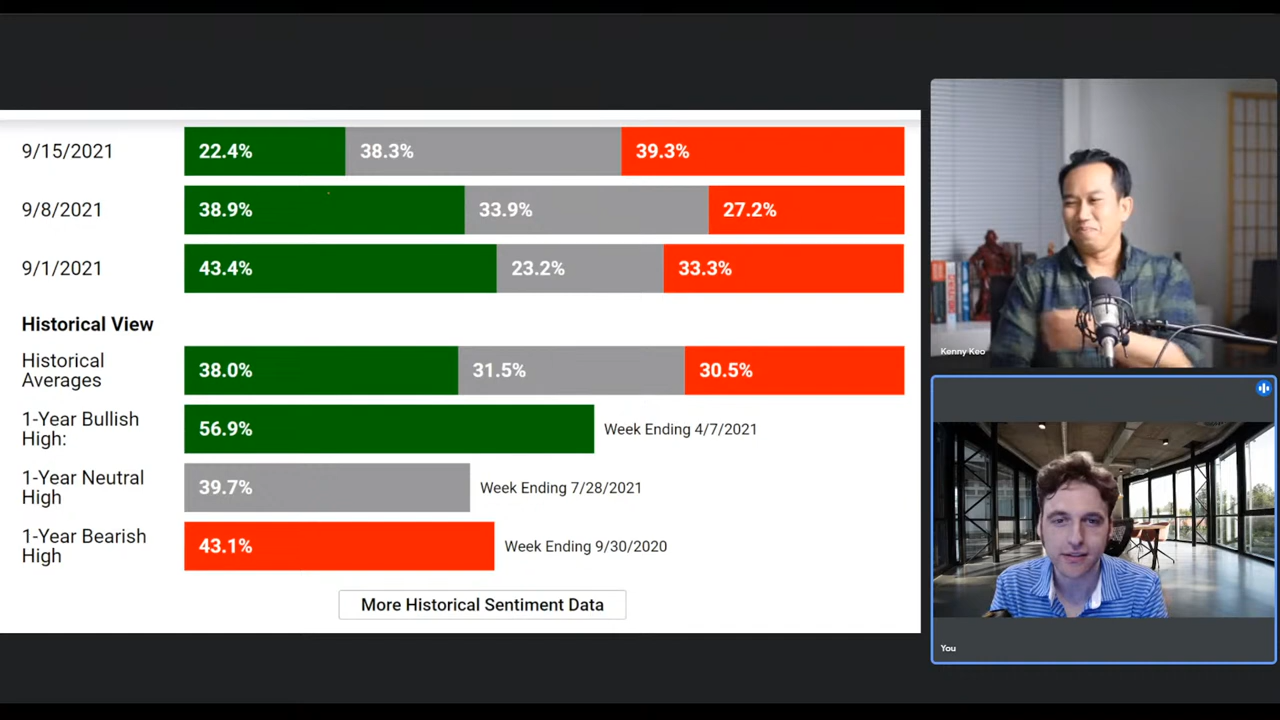 9/15/2021 22.4% 38.3% 39.3%
9/8/2021 38.9% 33.9% 27.2%
9/1/2021 43.4% 23.2% 33.3%
Historical View
Historical
Averages
38.0% 31.5% 30.5%
1-Year Bullish
High:
56.9% Week Ending 4/7/2021
1-Year Neutral
High
39.7% Week Ending 7/28/2021
1-Year Bearish
High
43.1% Week Ending 9/30/2020
More Historical Sentiment Data
Kenny Keo
You